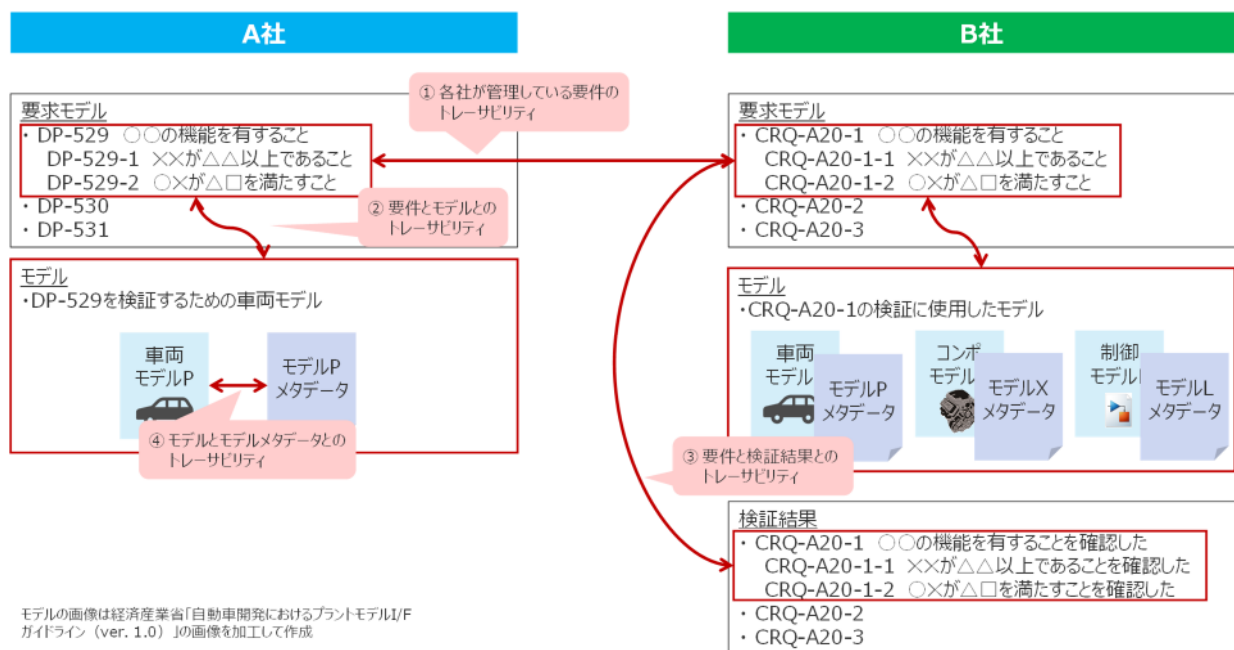 A社
B社
① 各社が管理している要件の
トレーサビリティ
要求モデル
・ DP-529 ○○の機能を有すること
DP-529-1 ××が△△以上であること
DP-529-2 ○×が△□を満たすこと
・ DP-530
・ DP-531
② 要件とモデルとの
トレーサビリティ
要求モデル
・ CRQ-A20-1 ○○の機能を有すること
CRQ-A20-1-1 ××が△△以上であること
CRQ-A20-1-2 ○×が△□を満たすこと
・ CRQ-A20-2
・ CRQ-A20-3
モデル
・DP-529を検証するための車両モデル
車両
モデルP
モデルP
メタデータ
④ モデルとモデルメタデータとの
トレーサビリティ
モデル
・CRQ-A20-1の検証に使用したモデル
車両
モデル
モデルP
メタデータ
コンポ
モデル
モデルX
メタデータ
制御
モデル
モデルL
メタデータ
③ 要件と検証結果との
トレーサビリティ
検証結果
・ CRQ-A20-1 ○○の機能を有することを確認した
CRQ-A20-1-1 ××が△△以上であることを確認した
CRQ-A20-1-2 ○×が△□を満たすことを確認した
・ CRQ-A20-2
・ CRQ-A20-3
モデルの画像は経済産業省「自動車開発におけるプラントモデルI/F
ガイドライン（ver. 1.0）」の画像を加工して作成